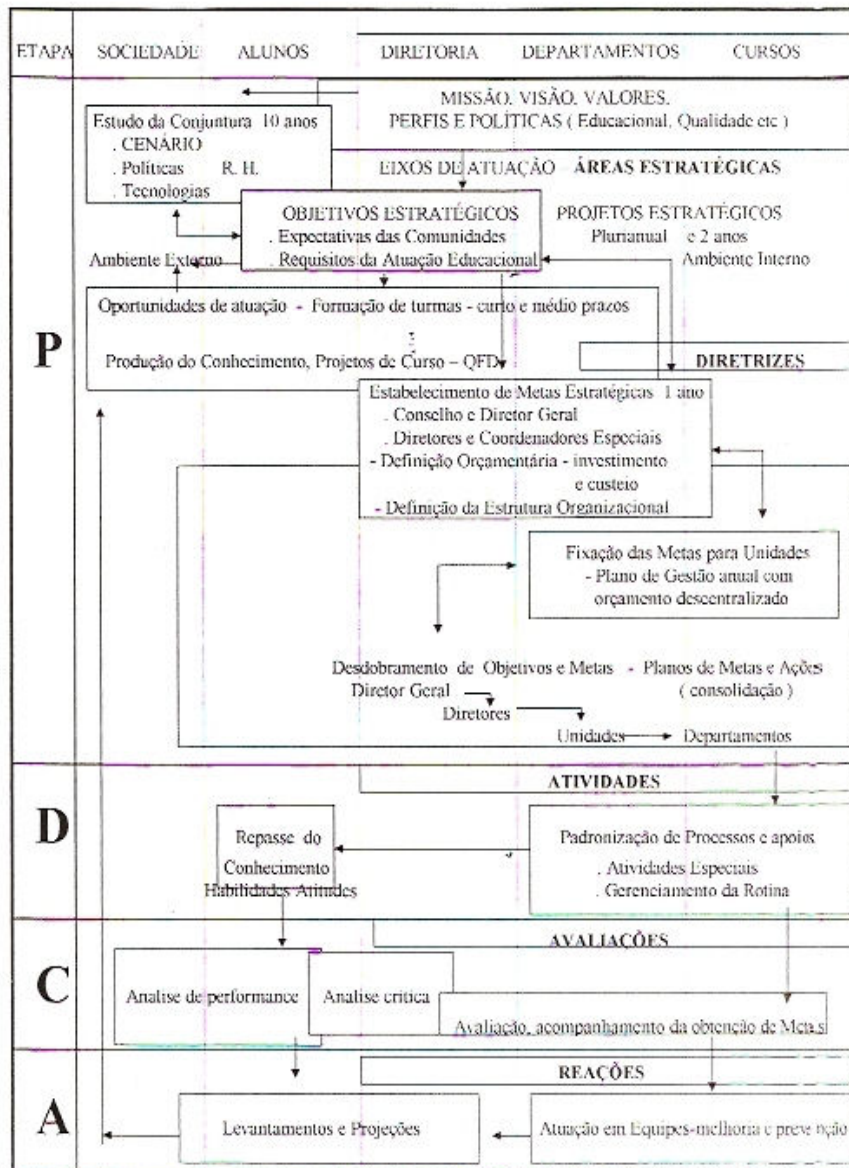 ETAPA SOCIEDADE ALUNOS DIRETORIA DEPARTAMENTOS CURSOS
P
MISSÃO, VISÃO, VALORES,
PERFIS E POLÍTICAS ( Educacional, Qualidade etc )
Estudo da Conjuntura 10 anos
. CENÁRIO
. Políticas R. H.
. Tecnologias
EIXOS DE ATUAÇÃO - ÁREAS ESTRATÉGICAS
OBJETIVOS ESTRATÉGICOS
. Expectativas das Comunidades
. Requisitos da Atuação Educacional
PROJETOS ESTRATÉGICOS
Plurianual e 2 anos
Ambiente Externo
Ambiente Interno
Oportunidades de atuação - Formação de turmas - curto e médio prazos
Produção do Conhecimento, Projetos de Curso – QFD
DIRETRIZES
Estabelecimento de Metas Estratégicas 1 ano
. Conselho e Diretor Geral
. Diretores e Coordenadores Especiais
- Definição Orçamentária - investimento
e custeio
- Definição da Estrutura Organizacional
Fixação das Metas para Unidades
- Plano de Gestão anual com
orçamento descentralizado
Desdobramento de Objetivos e Metas - Planos de Metas e Ações
Diretor Geral ( consolidação )
Diretores
Unidades Departamentos
D
ATIVIDADES
Repasse do
Conhecimento
Habilidades Atitudes
Padronização de Processos e apoios
. Atividades Especiais
. Gerenciamento da Rotina
C
AVALIAÇÕES
Analise de performance
Analise critica
Avaliação, acompanhamento da obtenção de Metas
A
REAÇÕES
Levantamentos e Projeções
Atuação em Equipes-melhoria e prevenção